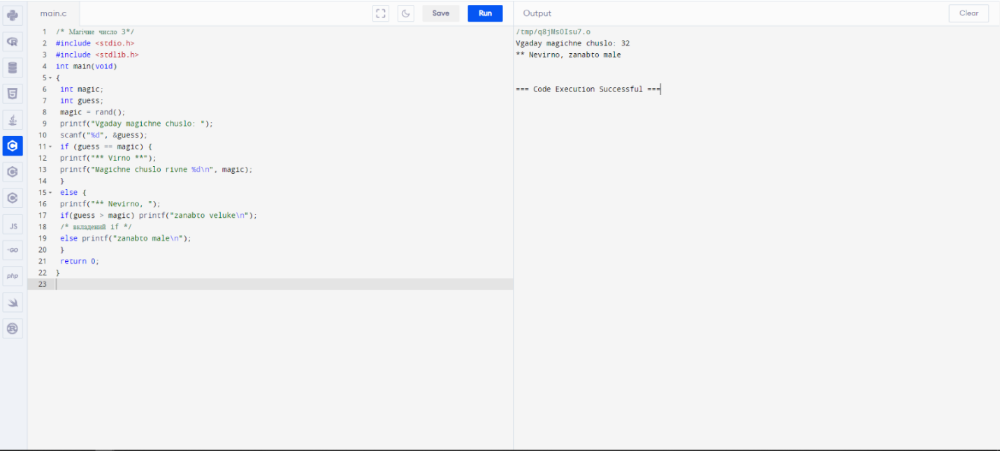 main.c
Save
Run
Output
Clear
1 /* Магічне число 3*/
2 #include <stdio.h>
3 #include <stdlib.h>
4 int main(void)
5 {
6 int magic;
7 int guess;
8 magic = rand();
9 printf("Vgaday magichne chuslo: ");
10 scanf("%d", &guess);
11 if (guess == magic) {
12 printf("** Virno **");
13 printf("Magichne chuslo rivne %d\n", magic);
14 }
15 else {
16 printf("** Nevirno, ");
17 if(guess > magic) printf("zanabto veluke\n");
18 /* вкладений if */
19 else printf("zanabto male\n");
20 }
21 return 0;
22 }
23
/tmp/q8jMsOIsu7.o
Vgaday magichne chuslo: 32
** Nevirno, zanabto male
=== Code Execution Successful ===
JS
-GO
php